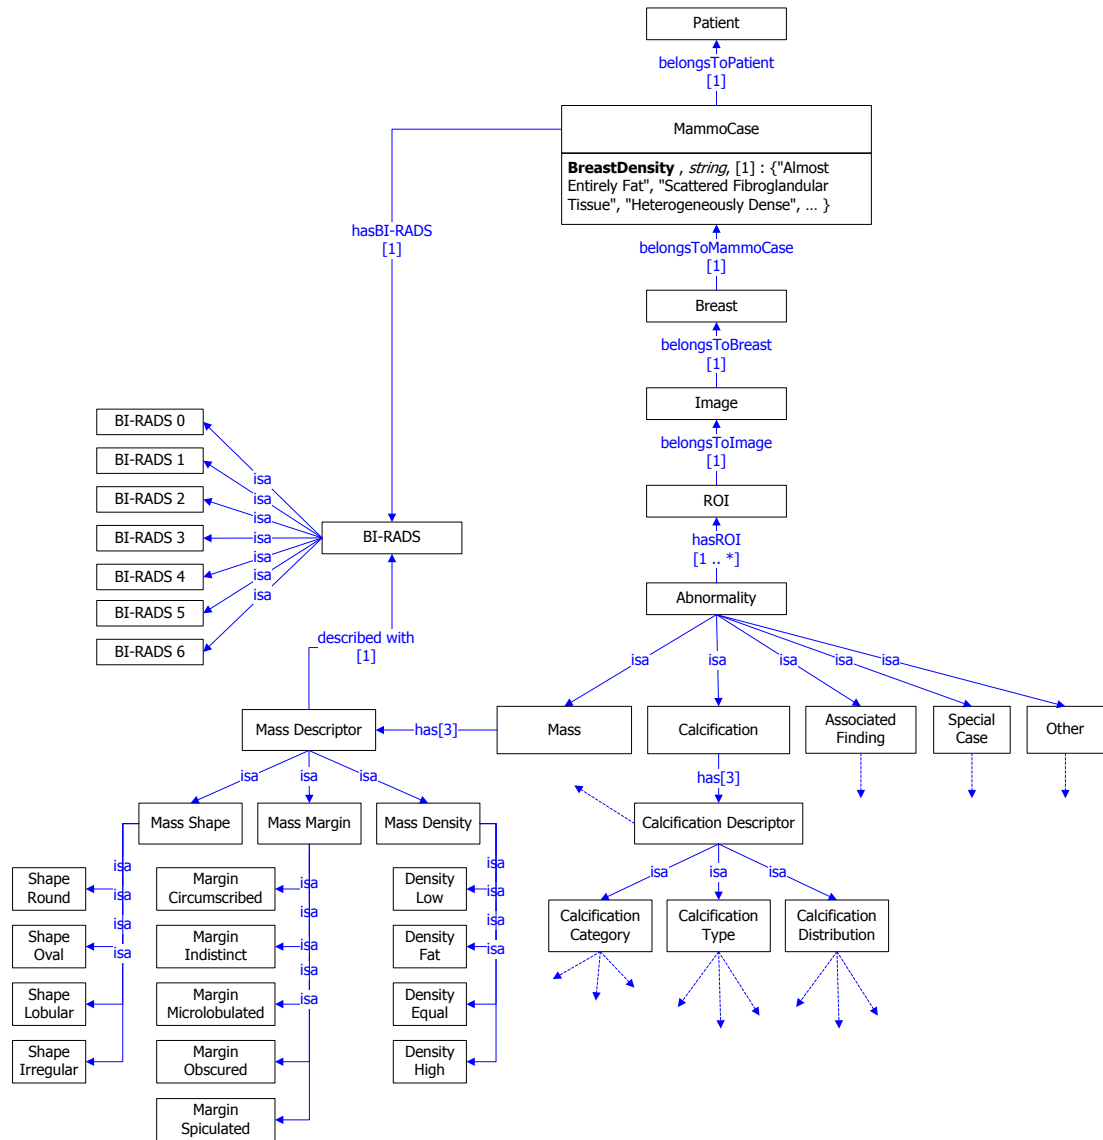 Patient
belongsToPatient
[1]
MammoCase
BreastDensity , string, [1] : {"Almost
Entirely Fat", "Scattered Fibroglandular
Tissue", "Heterogeneously Dense", ... }
hasBI-RADS
[1]
belongsToMammoCase
[1]
Breast
belongsToBreast
[1]
Image
belongsToImage
[1]
ROI
hasROI
[1 .. *]
Abnormality
BI-RADS 0
BI-RADS 1
BI-RADS 2
BI-RADS 3
BI-RADS 4
BI-RADS 5
BI-RADS 6
isa
isa
isa
isa
isa
isa
BI-RADS
described with
[1]
isa
isa
isa
isa
isa
Mass Descriptor
has[3]
Mass
Calcification
Associated
Finding
Special
Case
Other
has[3]
isa
isa
isa
Mass Shape
Mass Margin
Mass Density
Calcification Descriptor
isa
isa
isa
isa
isa
isa
Shape
Round
Shape
Oval
Shape
Lobular
Shape
Irregular
isa
isa
isa
isa
Margin
Circumscribed
Margin
Indistinct
Margin
Microlobulated
Margin
Obscured
Margin
Spiculated
isa
isa
isa
Density
Low
Density
Fat
Density
Equal
Density
High
Calcification
Category
Calcification
Type
Calcification
Distribution